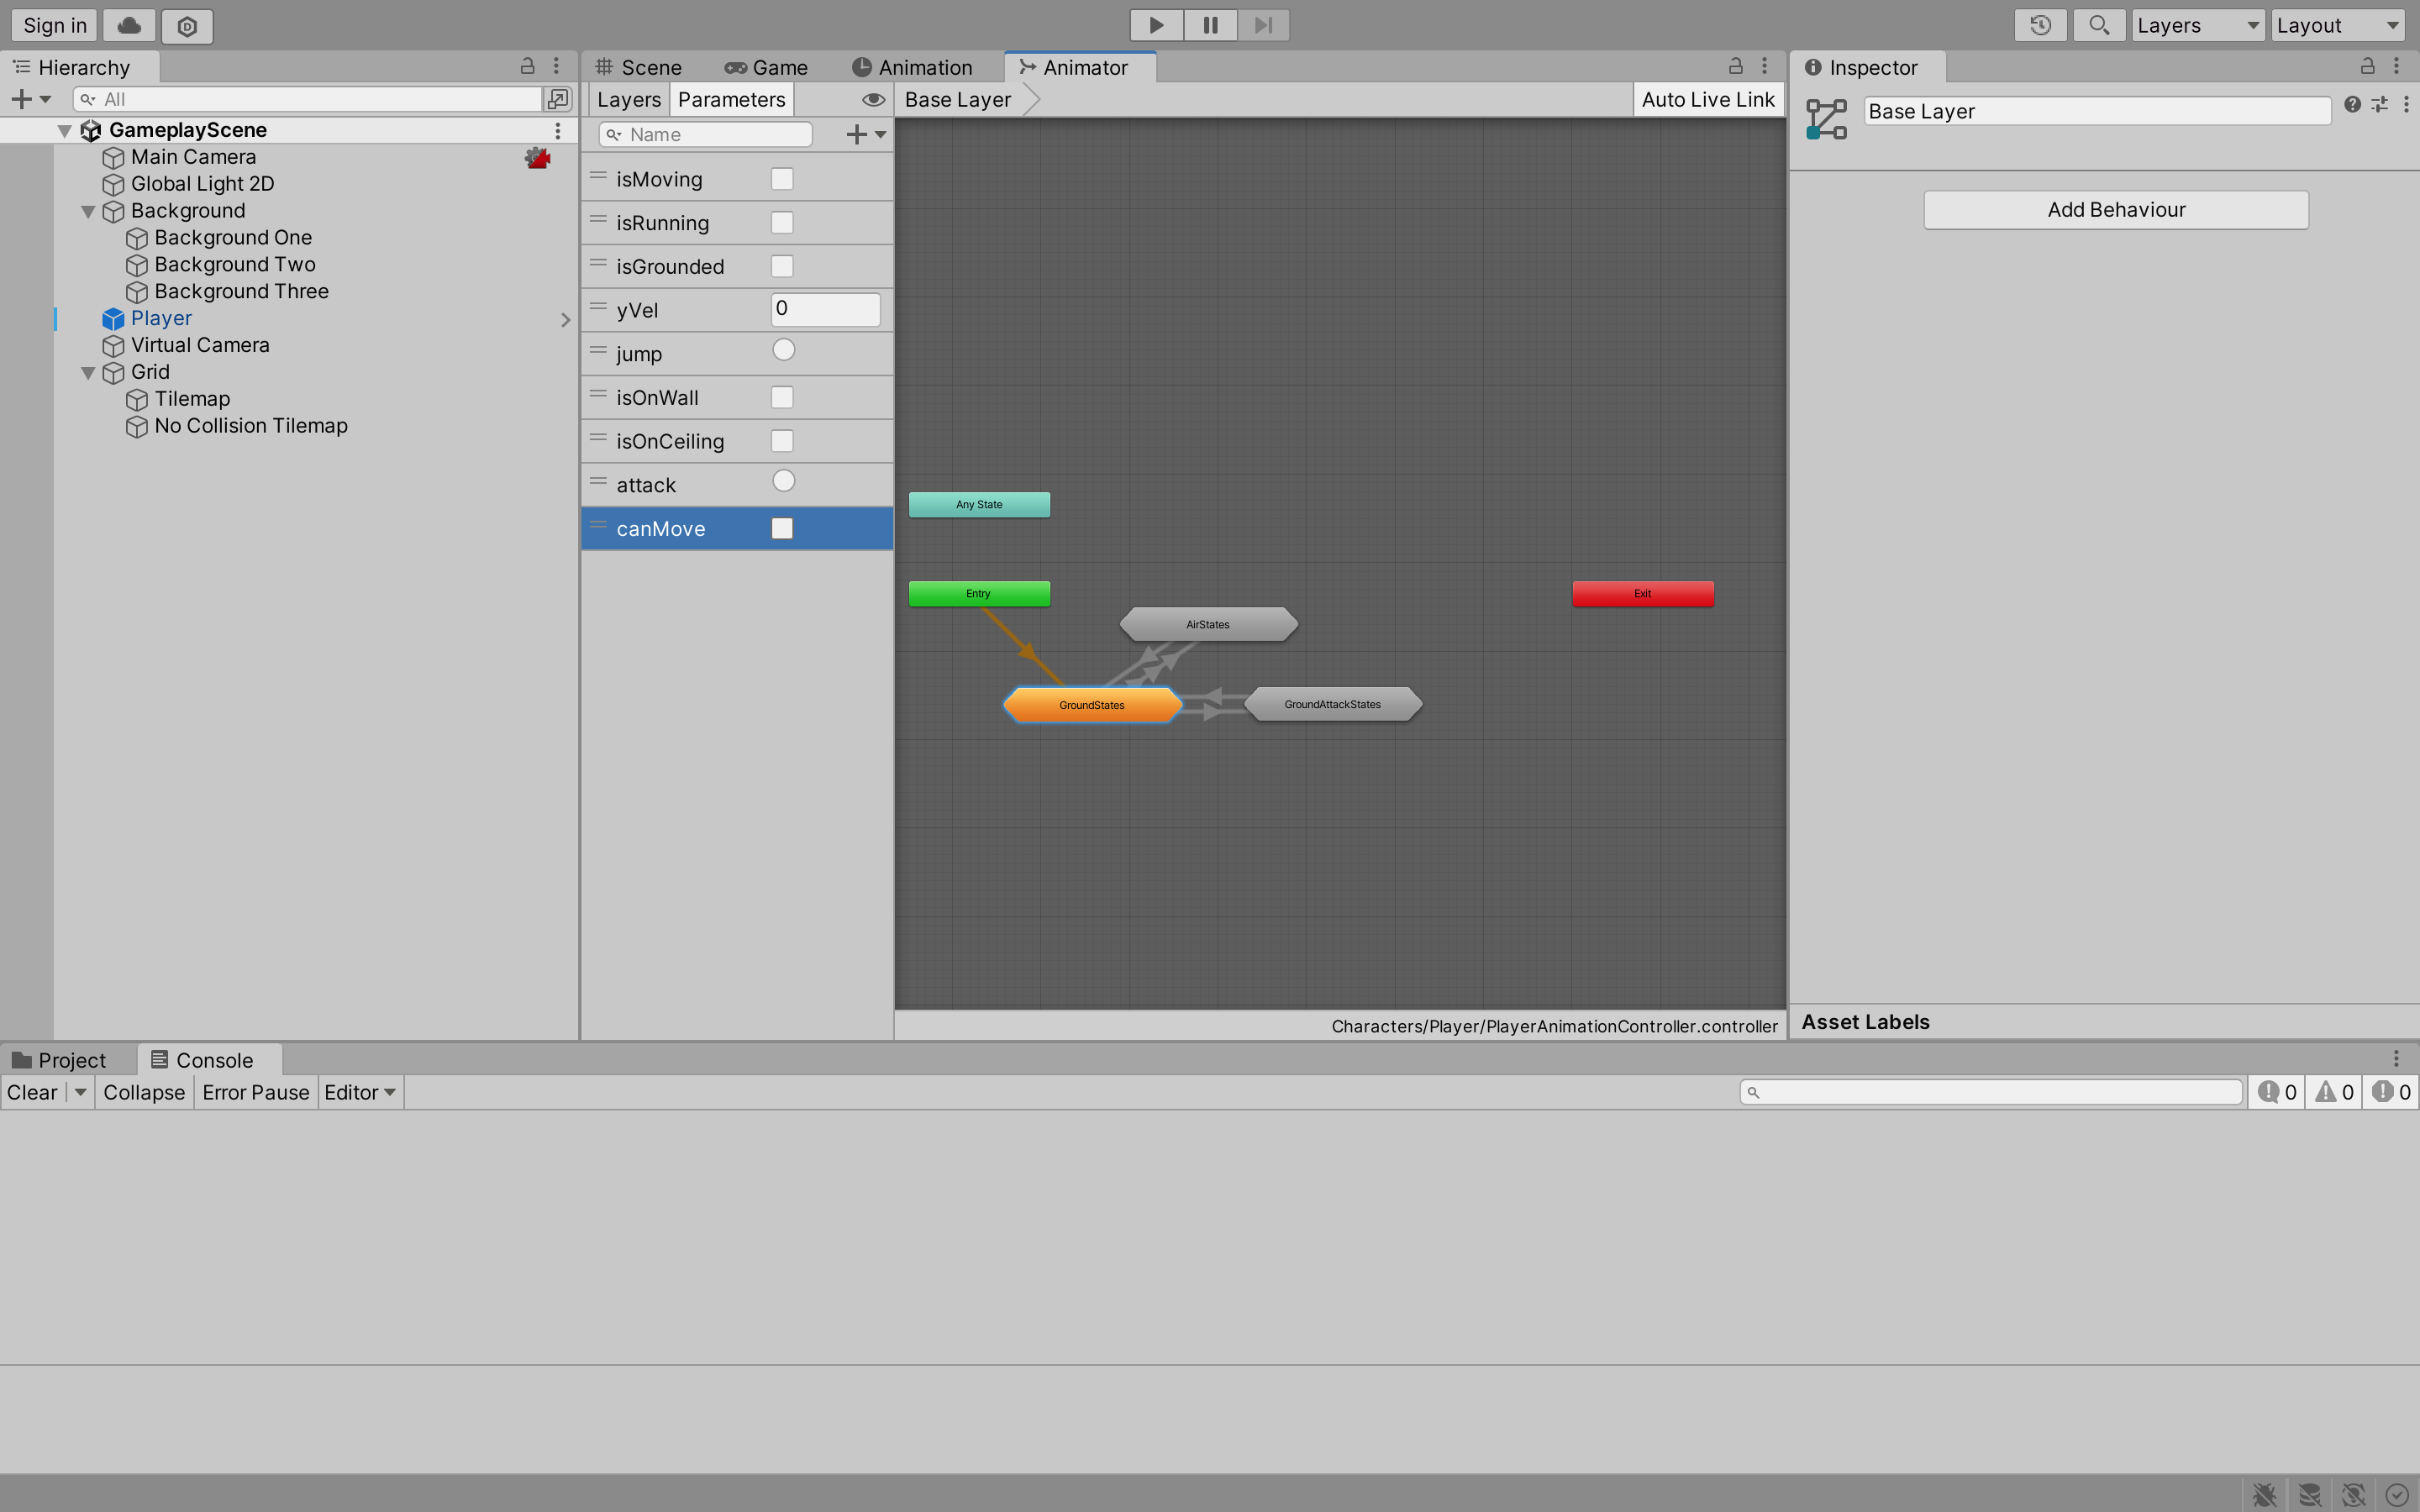 Sign in
Layers
Layout
Hierarchy
All
GameplayScene
Main Camera
Global Light 2D
Background
Background One
Background Two
Background Three
Player
Virtual Camera
Grid
Tilemap
No Collision Tilemap
Scene
Game
Animation
Animator
Layers
Parameters
Base Layer
Auto Live Link
Name
isMoving
isRunning
isGrounded
yVel
0
jump
isOnWall
isOnCeiling
attack
canMove
Any State
Entry
Exit
AirStates
GroundStates
GroundAttackStates
Characters/Player/PlayerAnimationController.controller
Inspector
Base Layer
Add Behaviour
Asset Labels
Project
Console
Clear
Collapse
Error Pause
Editor
0
0
0